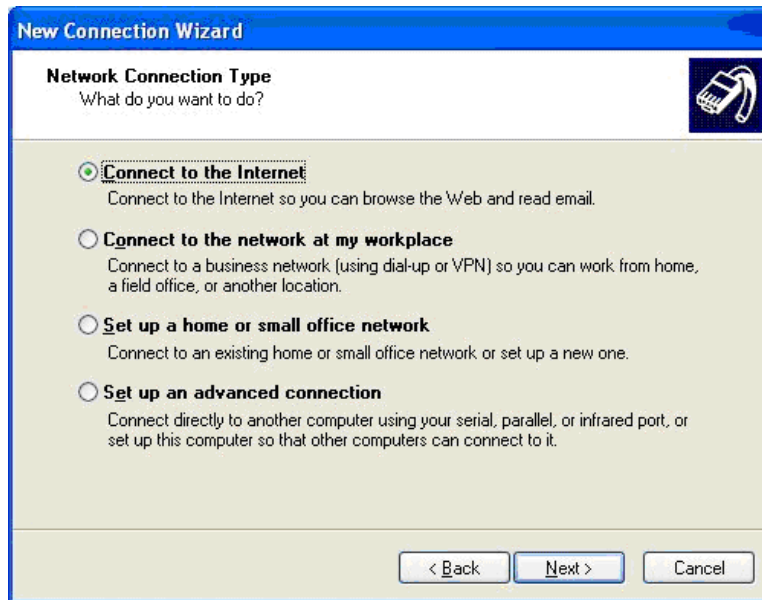 New Connection Wizard
Network Connection Type
What do you want to do?
Connect to the Internet
Connect to the Internet so you can browse the Web and read email.
Connect to the network at my workplace
Connect to a business network (using dial-up or VPN) so you can work from home,
a field office, or another location.
Set up a home or small office network
Connect to an existing home or small office network or set up a new one.
Set up an advanced connection
Connect directly to another computer using your serial, parallel, or infrared port, or
set up this computer so that other computers can connect to it.
< Back Next > Cancel